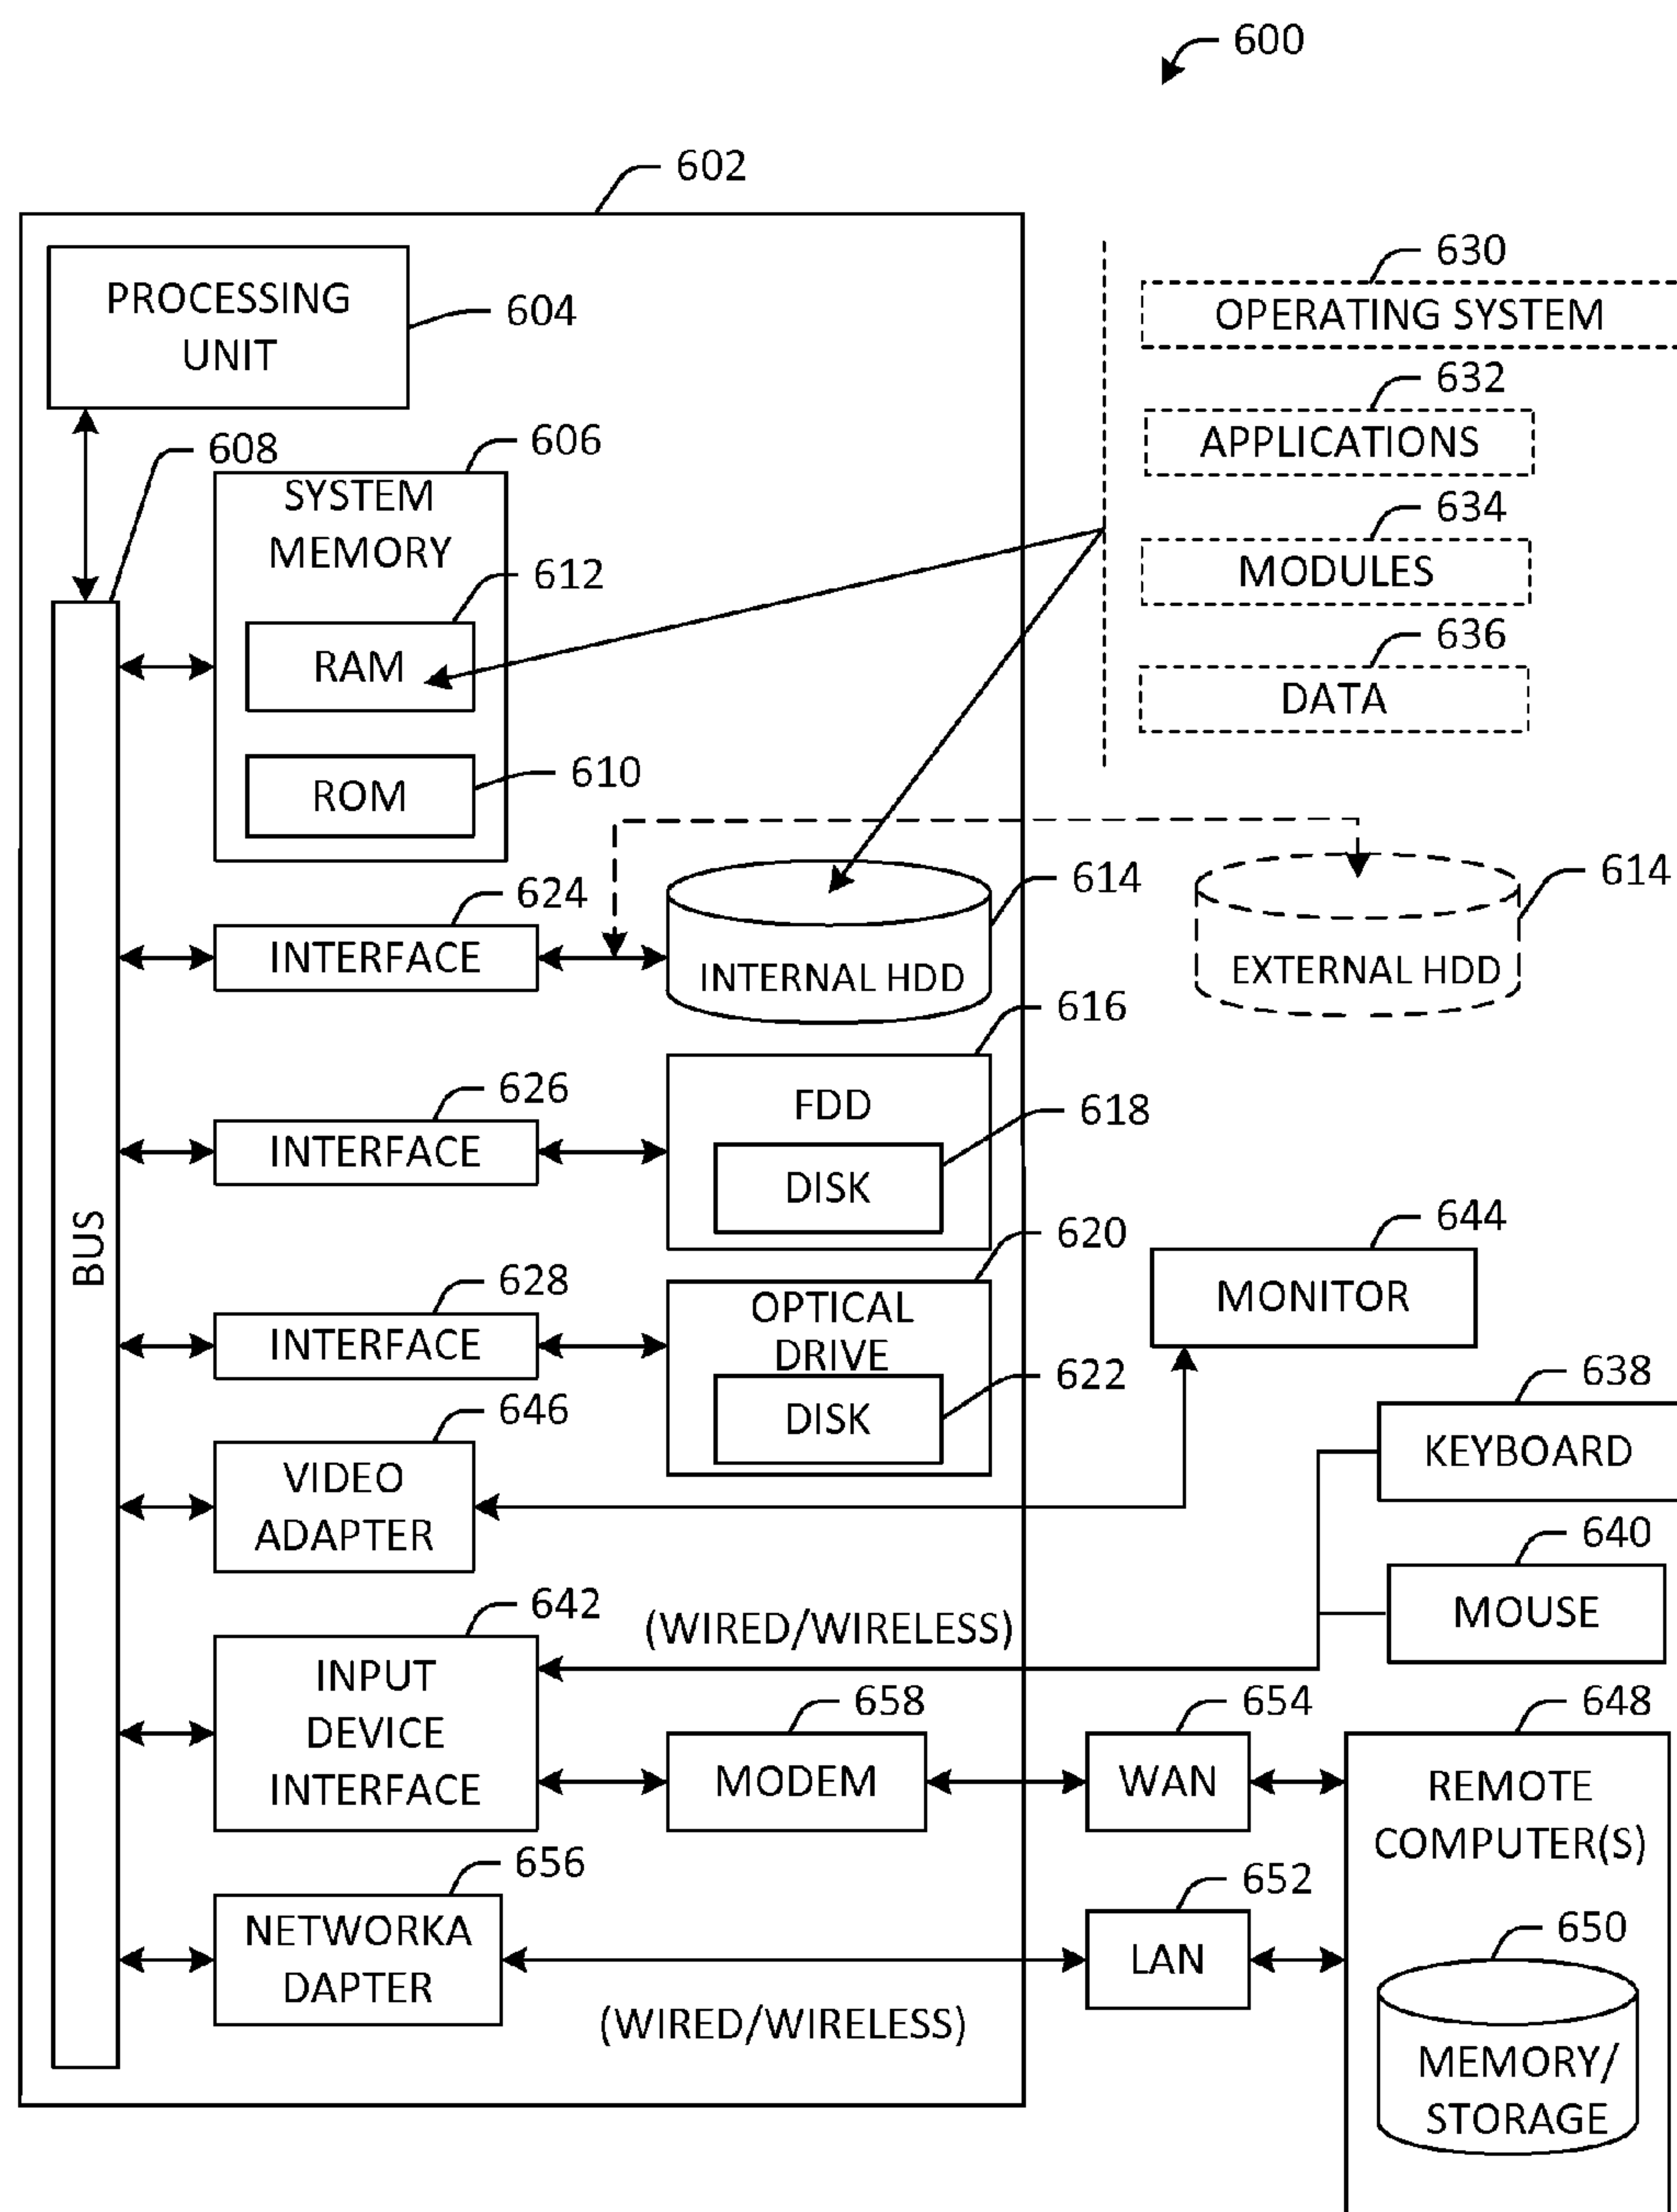 600
602
PROCESSING
UNIT
604
630
OPERATING SYSTEM
632
APPLICATIONS
634
MODULES
636
DATA
608
606
SYSTEM
MEMORY
612
RAM
610
ROM
BUS
624
INTERFACE
614
INTERNAL HDD
614
EXTERNAL HDD
626
INTERFACE
616
FDD
618
DISK
628
INTERFACE
620
OPTICAL
DRIVE
622
DISK
644
MONITOR
646
VIDEO
ADAPTER
638
KEYBOARD
640
MOUSE
642
INPUT
DEVICE
INTERFACE
(WIRED/WIRELESS)
658
MODEM
654
WAN
648
REMOTE
COMPUTER(S)
656
NETWORKA
DAPTER
(WIRED/WIRELESS)
652
LAN
650
MEMORY/
STORAGE